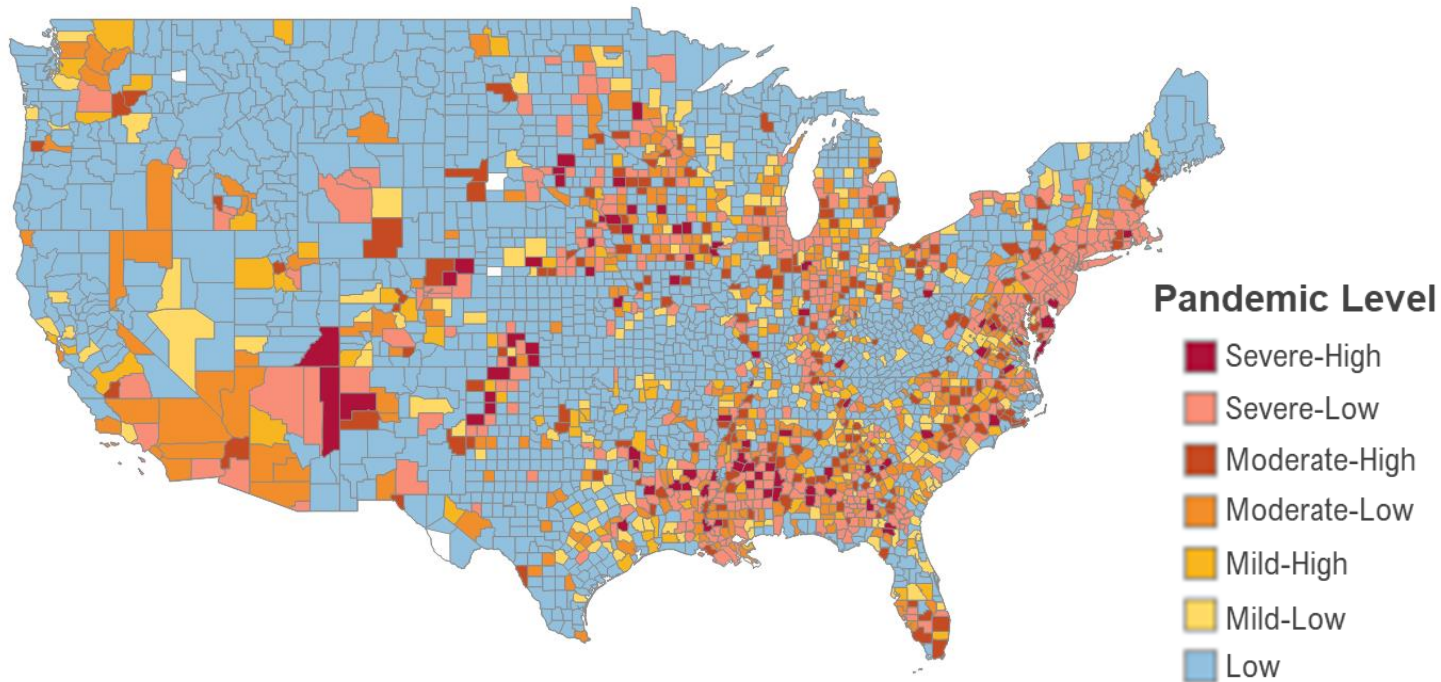 Pandemic Level
Severe-High
Severe-Low
Moderate-High
Moderate-Low
Mild-High
Mild-Low
Low